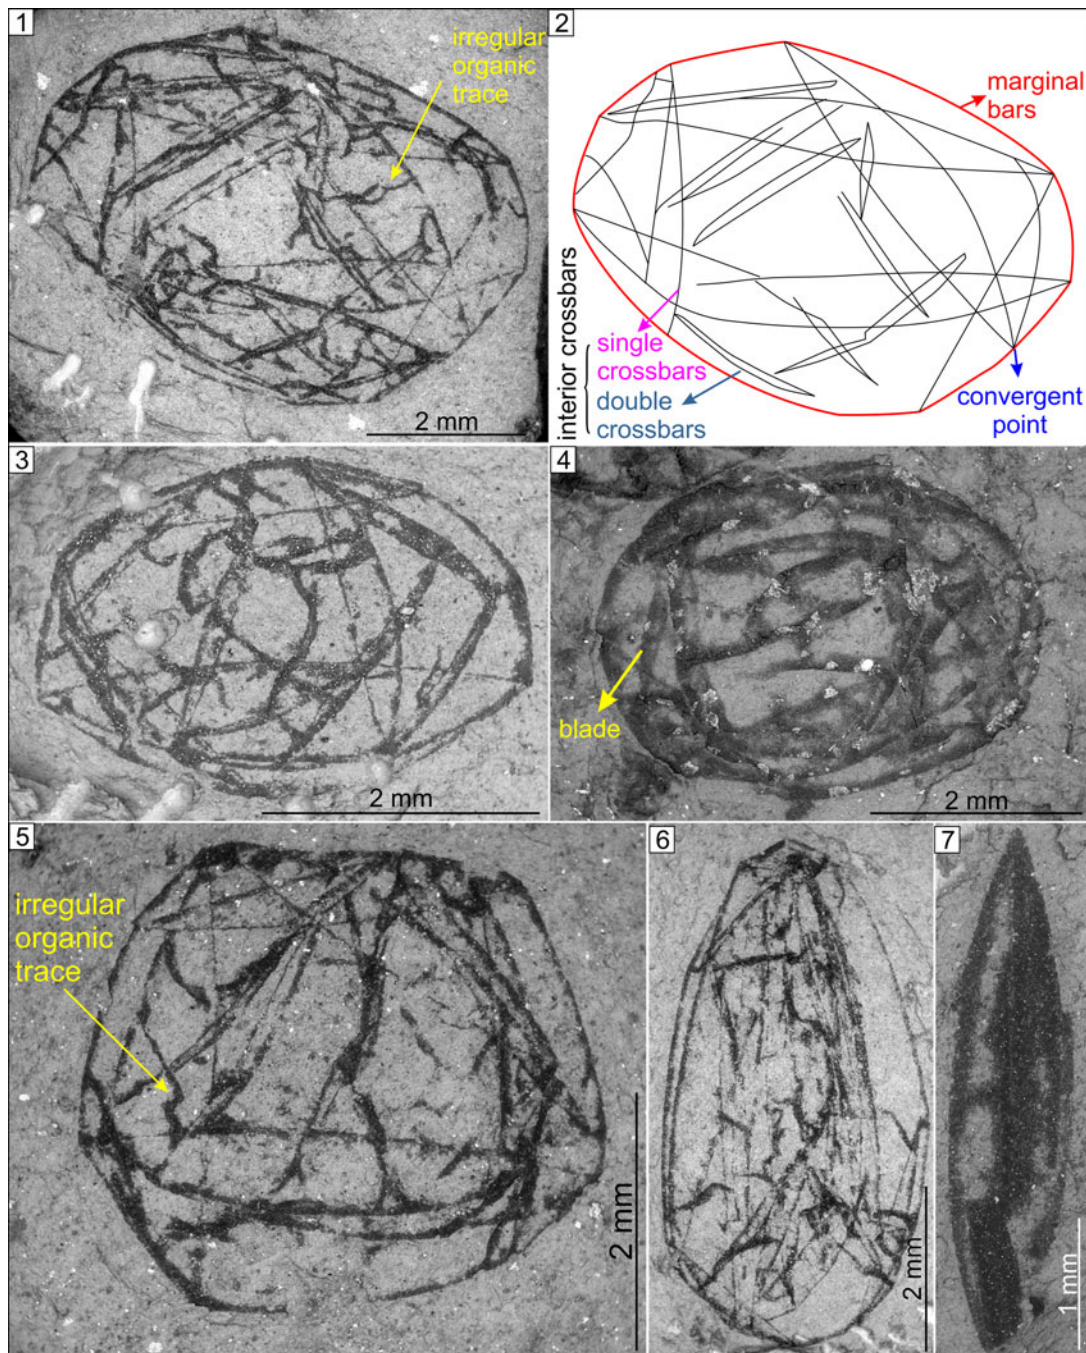 1
irregular
organic
trace
2 mm
2
marginal
bars
interior crossbars
single
crossbars
double
crossbars
convergent
point
3
2 mm
4
blade
2 mm
5
irregular
organic
trace
2 mm
6
2 mm
7
1 mm